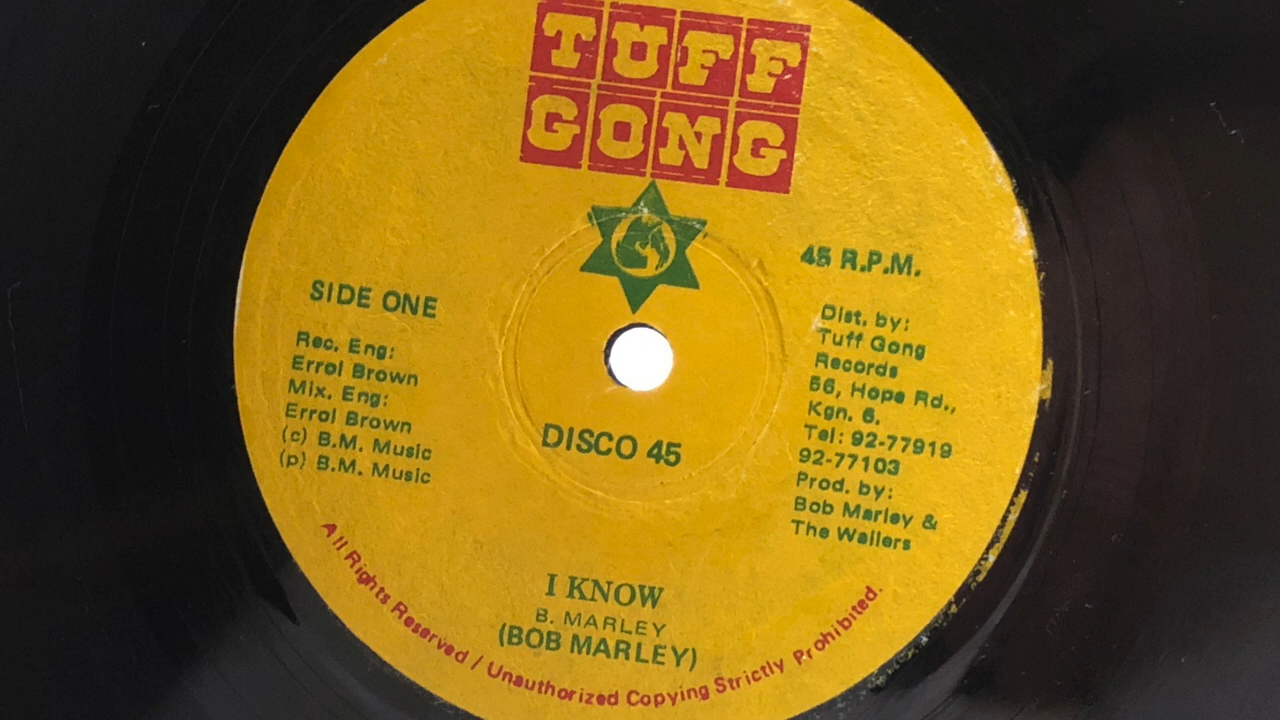 TUFF
GONG
SIDE ONE
Rec. Eng:
Errol Brown
Mix. Eng:
Errol Brown
(c) B.M. Music
(p) B.M. Music
45 R.P.M.
Dist. by:
Tuff Gong
Records
56, Hope Rd.,
Kgn. 6.
Tel: 92-77919
92-77103
Prod. by:
Bob Marley &
The Wailers
DISCO 45
I KNOW
B. MARLEY
(BOB MARLEY)
All Rights Reserved / Unauthorized Copying Strictly Prohibited.